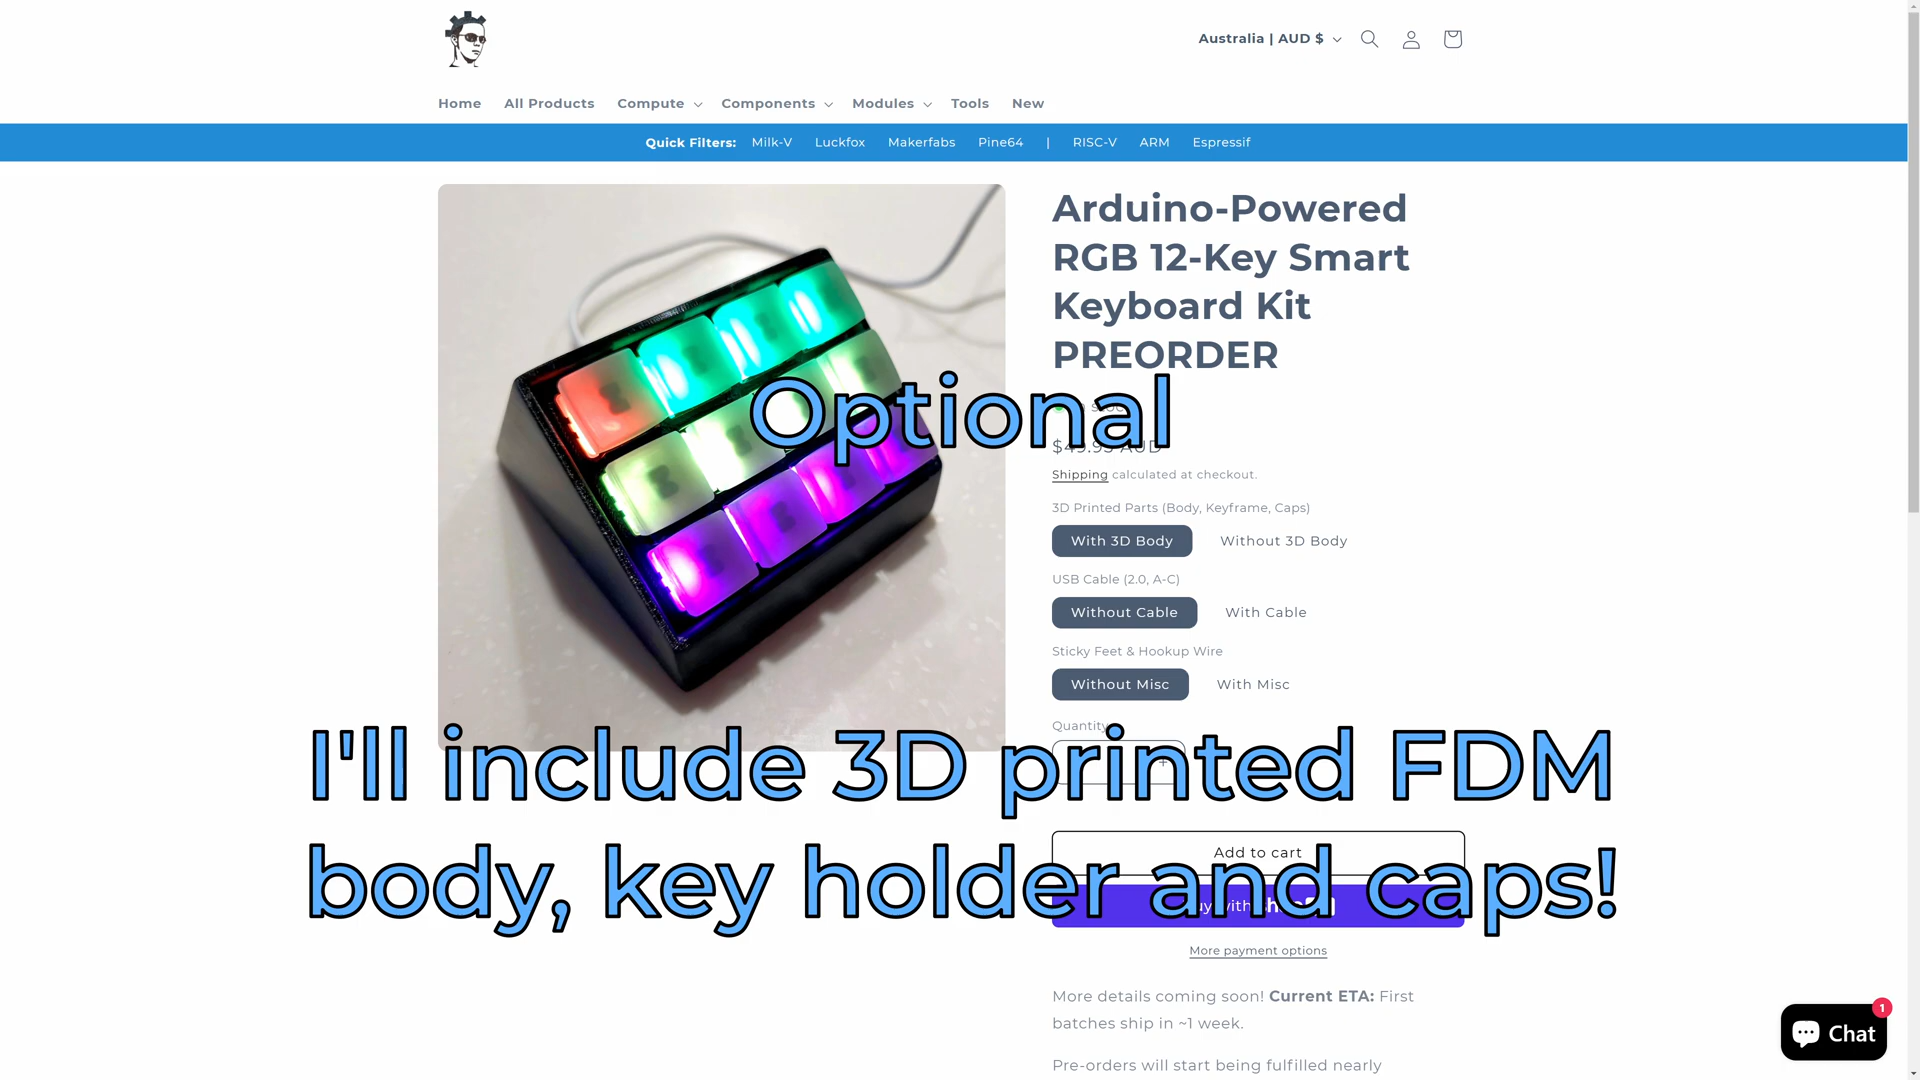 Australia | AUD $
Home All Products Compute Components Modules Tools New
Quick Filters: Milk-V Luckfox Makerfabs Pine64 | RISC-V ARM Espressif
Arduino-Powered
RGB 12-Key Smart
Keyboard Kit
PREORDER
Optional
Shipping calculated at checkout.
3D Printed Parts (Body, Keyframe, Caps)
With 3D Body Without 3D Body
USB Cable (2.0, A-C)
Without Cable With Cable
Sticky Feet & Hookup Wire
Without Misc With Misc
Quantity
I'll include 3D printed FDM
body, key holder and caps!
Add to cart
More payment options
More details coming soon! Current ETA: First
batches ship in ~1 week.
Pre-orders will start being fulfilled nearly
1
Chat